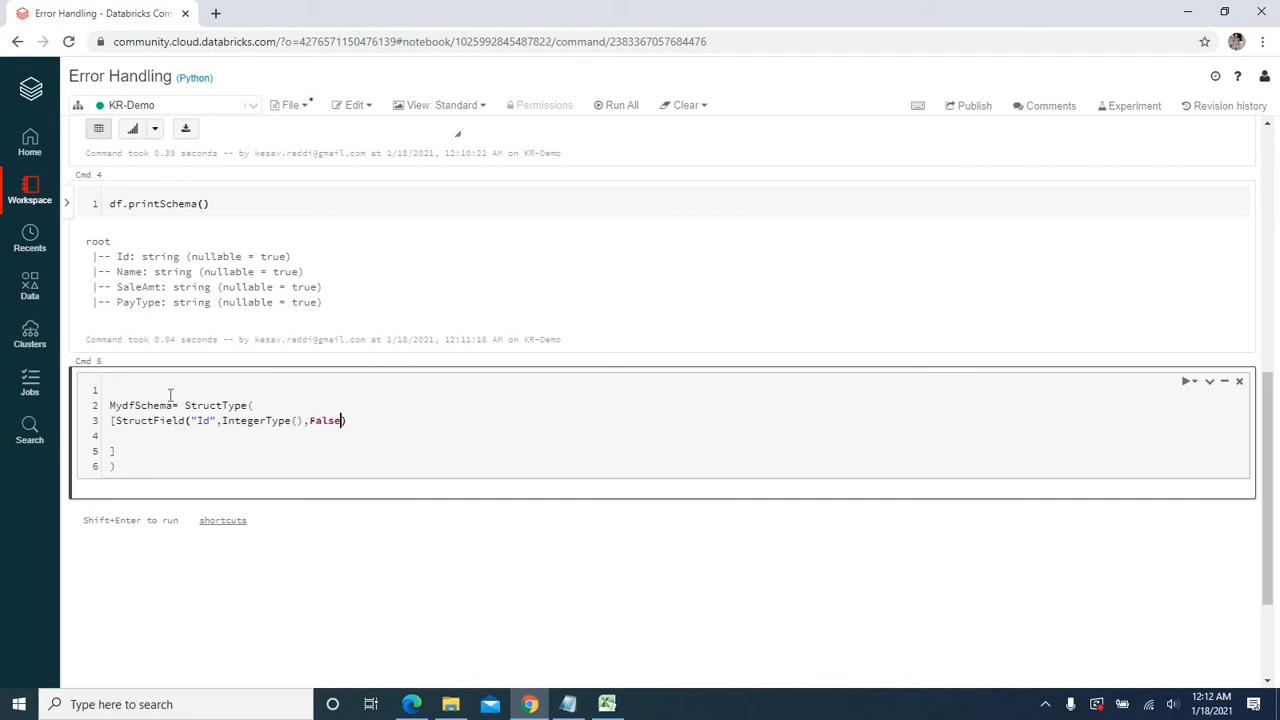 Error Handling - Databricks Com
community.cloud.databricks.com/?o=4276571150476139#notebook/1025992845487822/command/2383367057684476
Error Handling (Python)
KR-Demo
File
Edit
View: Standard
Permissions
Run All
Clear
Publish
Comments
Experiment
Revision history
Home
Workspace
Recents
Data
Clusters
Jobs
Search
Command took 0.39 seconds -- by kesav.reddi@gmail.com at 1/18/2021, 12:10:22 AM on KR-Demo
Cmd 4
1 df.printSchema()
root
|-- Id: string (nullable = true)
|-- Name: string (nullable = true)
|-- SaleAmt: string (nullable = true)
|-- PayType: string (nullable = true)
Command took 0.04 seconds -- by kesav.reddi@gmail.com at 1/18/2021, 12:11:18 AM on KR-Demo
Cmd 5
1
2 MydfSchema= StructType(
3 [StructField("Id",IntegerType(),False)
4
5 ]
6 )
Shift+Enter to run shortcuts
Type here to search
12:12 AM
1/18/2021